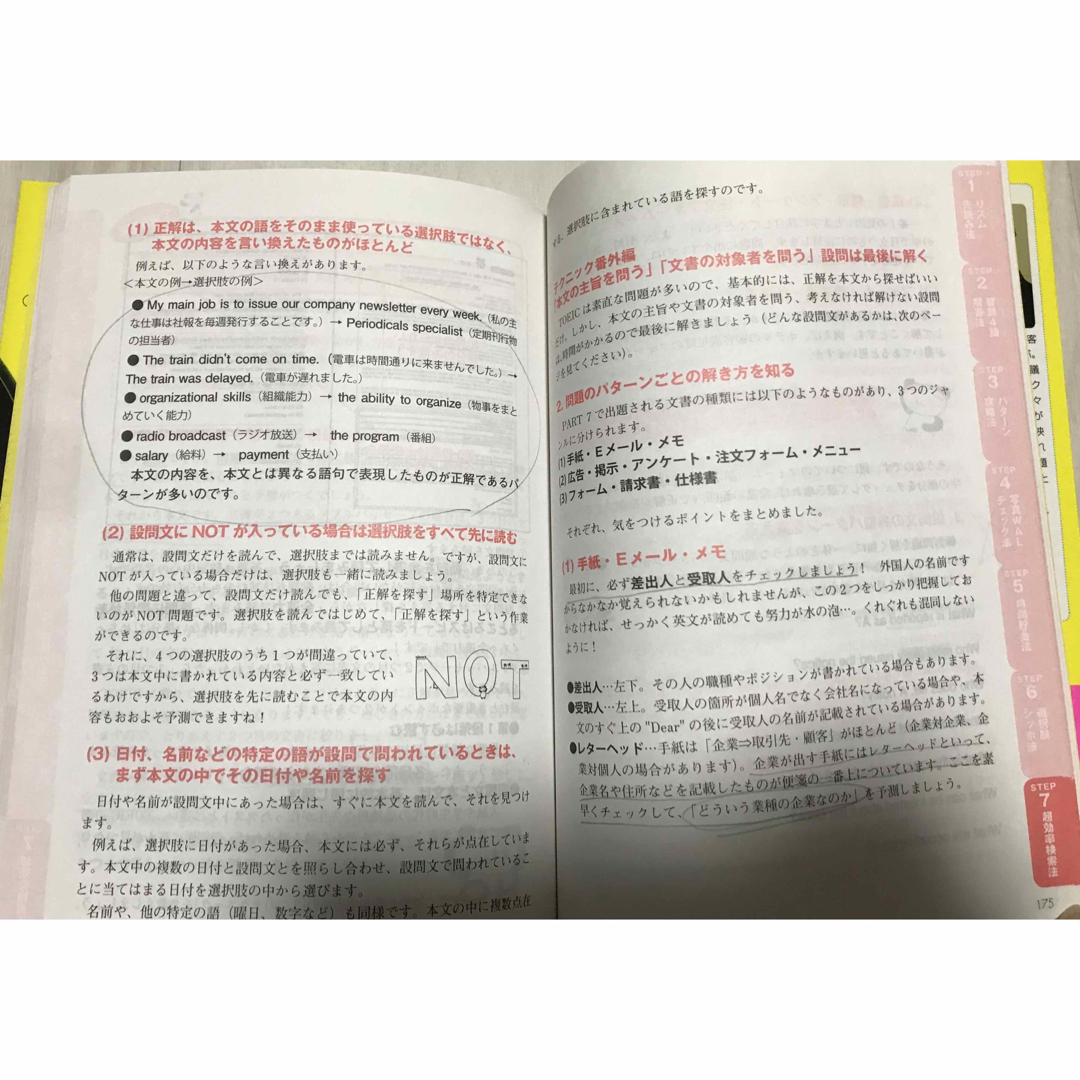 (1) 正解は、本文の語をそのまま使っている選択肢ではなく、
本文の内容を言い換えたものがほとんど
例えば、以下のような言い換えがあります。
<本文の例→選択肢の例>
● My main job is to issue our company newsletter every week.（私の主
な仕事は社報を毎週発行することです。）→ Periodicals specialist（定期刊行物
の担当者）
● The train didn't come on time.（電車は時間通りに来ませんでした。）→
The train was delayed.（電車が遅れました。）
● organizational skills（組織能力）→ the ability to organize（物事をまと
めていく能力）
● radio broadcast（ラジオ放送）→ the program（番組）
● salary（給料）→ payment（支払い）
本文の内容を、本文とは異なる語句で表現したものが正解であるパ
ターンが多いのです。
(2) 設問文に NOT が入っている場合は選択肢をすべて先に読む
通常は、設問文だけを読んで、選択肢までは読みません。ですが、設問文に
NOTが入っている場合だけは、選択肢も一緒に読みましょう。
他の問題と違って、設問文だけ読んでも、「正解を探す」場所を特定できな
いのがNOT問題です。選択肢を読んではじめて、「正解を探す」という作業
ができるのです。
それに、4つの選択肢のうち1つが間違っていて、
3つは本文中に書かれている内容と必ず一致してい
るわけですから、選択肢を先に読むことで本文の内
容もおおよそ予測できますね！
NOT
(3) 日付、名前などの特定の語が設問で問われているときは、
まず本文の中でその日付や名前を探す
日付や名前が設問文中にあった場合は、すぐに本文を読んで、それを見つけ
ます。
例えば、選択肢に日付があった場合、本文には必ず、それらが点在していま
す。本文中の複数の日付と設問文とを照らし合わせ、設問文で問われているこ
とに当てはまる日付を選択肢の中から選びます。
名前や、他の特定の語（曜日、数字など）も同様です。本文の中に複数点在
する、選択肢に含まれている語を探すのです。
テクニック番外編
「本文の主旨を問う」「文書の対象者を問う」設問は最後に解く
TOEICは素直な問題が多いので、基本的には、正解を本文から探せばいい
だけ。しかし、本文の主旨や文書の対象者を問う、考えなければ解けない設問
は、時間がかかるので最後に解きましょう（どんな設問文があるかは、次のペー
ジを見てください）。
2. 問題のパターンごとの解き方を知る
PART 7で出題される文書の種類には以下のようなものがあり、3つのジャ
ンルに分けられます。
(1)手紙・Eメール・メモ
(2)広告・掲示・アンケート・注文フォーム・メニュー
(3)フォーム・請求書・仕様書
それぞれ、気をつけるポイントをまとめました。
(1) 手紙・Eメール・メモ
最初に、必ず差出人と受取人をチェックしましょう！　外国人の名前です
からなかなか覚えられないかもしれませんが、この2つをしっかり把握してお
かなければ、せっかく英文が読めても努力が水の泡…。くれぐれも混同しない
ように！
●差出人…左下。その人の職種やポジションが書かれている場合もあります。
●受取人…左上。受取人の箇所が個人名でなく会社名になっている場合や、本
文のすぐ上の "Dear" の後に受取人の名前が記載されている場合があります。
●レターヘッド…手紙は「企業⇒取引先・顧客」がほとんど（企業対企業、企
業対個人の場合があります）。企業が出す手紙にはレターヘッドといって、
企業名や住所などを記載したものが便箋の一番上についています。ここを素
早くチェックして、「どういう業種の企業なのか」を予測しましょう。
STEP
1
リズム
先読み法
STEP
2
STEP
3
パターン
攻略法
STEP
4
写真WALL
チェック率
STEP
5
時間貯金法
STEP
6
選択肢
シッポ法
STEP
7
超効率検索法
175